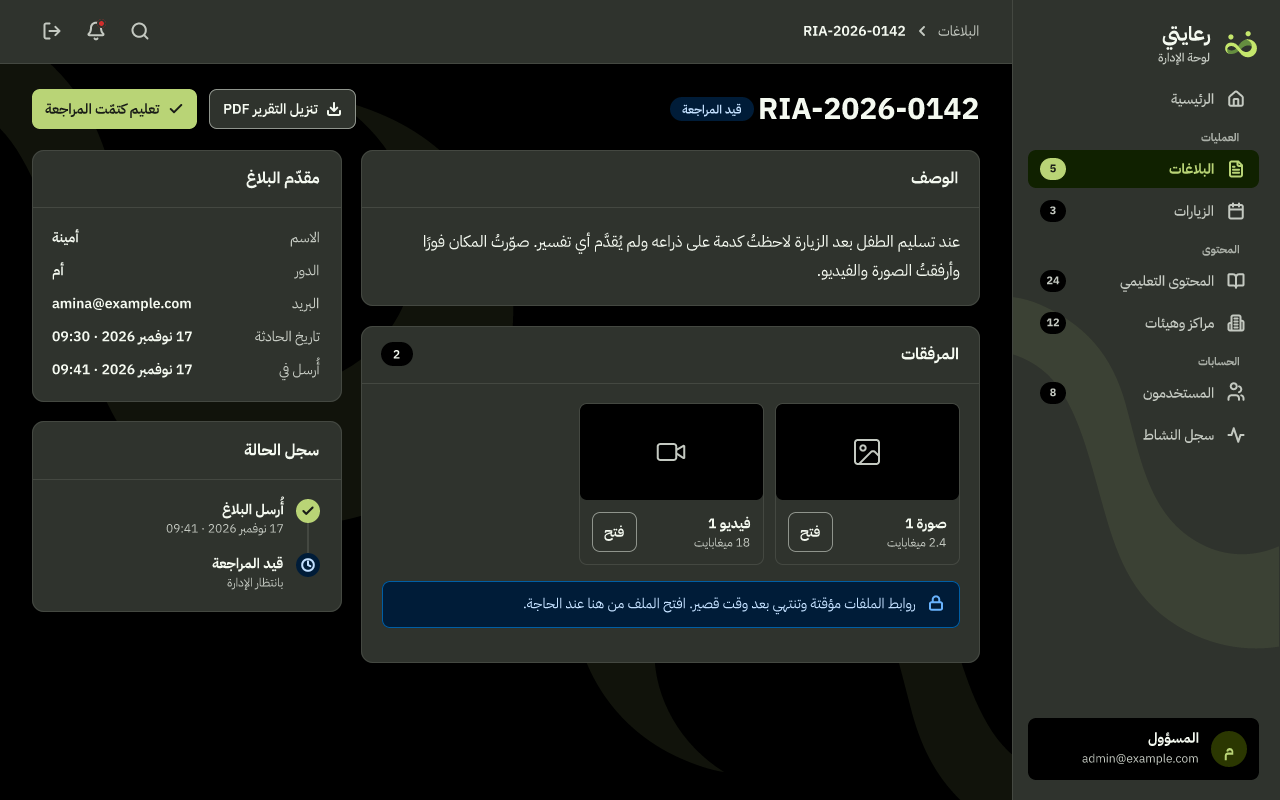 رعايتي
لوحة الإدارة
الرئيسية
العمليات
البلاغات 5
الزيارات 3
المحتوى
المحتوى التعليمي 24
مراكز وهيئات 12
الحسابات
المستخدمون 8
سجل النشاط
م
المسؤول
admin@example.com
البلاغات
RIA-2026-0142
RIA-2026-0142 قيد المراجعة
تنزيل التقرير PDF
تعليم كتمّت المراجعة
الوصف
عند تسليم الطفل بعد الزيارة لاحظتُ كدمة على ذراعه ولم يُقدَّم أي تفسير. صوّرتُ المكان فورًا
وأرفقتُ الصورة والفيديو.
المرفقات 2
صورة 1
2.4 ميغابايت
فتح
فيديو 1
18 ميغابايت
فتح
روابط الملفات مؤقتة وتنتهي بعد وقت قصير. افتح الملف من هنا عند الحاجة.
مقدّم البلاغ
الاسم أمينة
الدور أم
البريد amina@example.com
تاريخ الحادثة 17 نوفمبر 2026 · 09:30
أُرسل في 17 نوفمبر 2026 · 09:41
سجل الحالة
أُرسل البلاغ
17 نوفمبر 2026 · 09:41
قيد المراجعة
بانتظار الإدارة